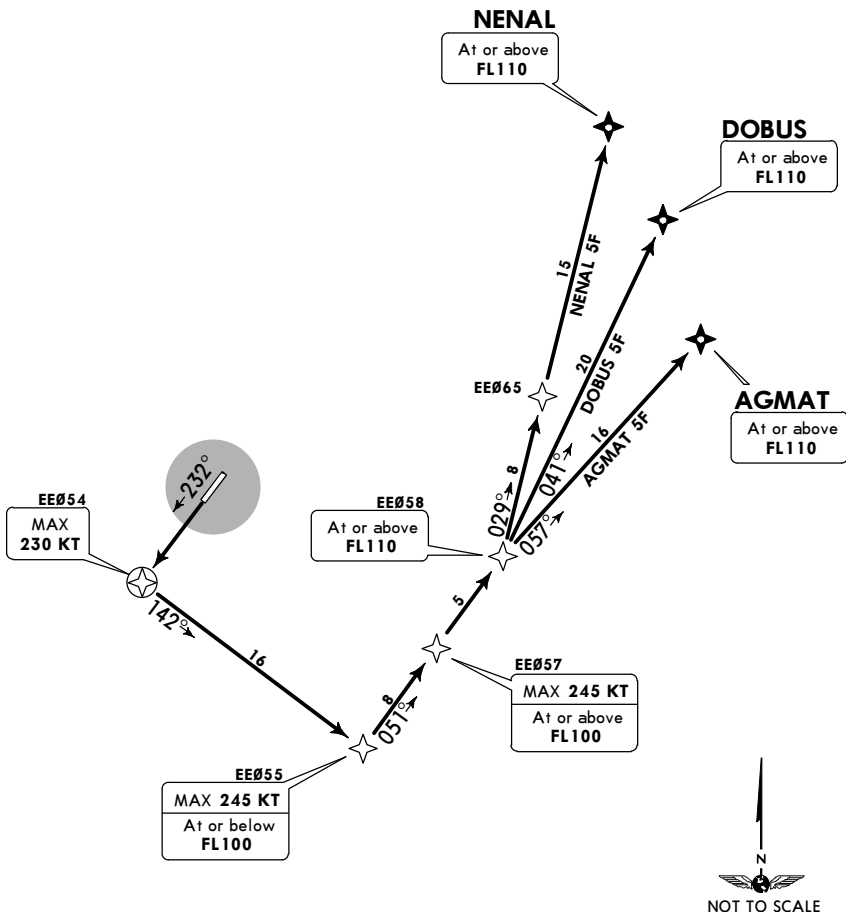 NENAL
At or above
FL110
DOBUS
At or above
FL110
15
NENAL 5F
20
DOBUS 5F
EEØ65
AGMAT
At or above
FL110
16
AGMAT 5F
8
041°
029°
057°
232°
EEØ54
MAX
230 KT
EEØ58
At or above
FL110
142°
16
5
EEØ57
MAX 245 KT
At or above
FL100
8
051°
EEØ55
MAX 245 KT
At or below
FL100
N
NOT TO SCALE